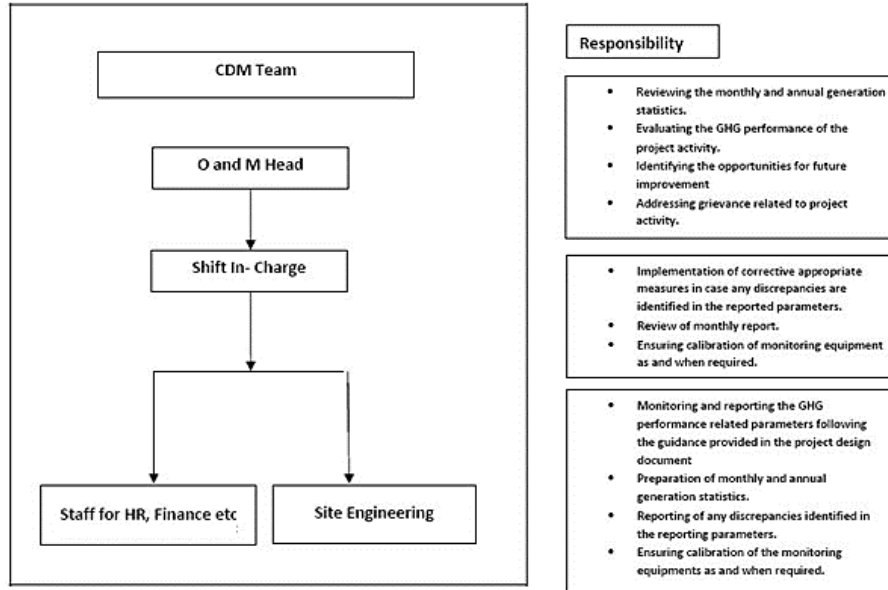 CDM Team
O and M Head
Shift In- Charge
Staff for HR, Finance etc
Site Engineering
Responsibility
• Reviewing the monthly and annual generation
statistics.
• Evaluating the GHG performance of the
project activity.
• Identifying the opportunities for future
improvement
• Addressing grievance related to project
activity.
• Implementation of corrective appropriate
measures in case any discrepancies are
identified in the reported parameters.
• Review of monthly report.
• Ensuring calibration of monitoring equipment
as and when required.
• Monitoring and reporting the GHG
performance related parameters following
the guidance provided in the project design
document
• Preparation of monthly and annual
generation statistics.
• Reporting of any discrepancies identified in
the reporting parameters.
• Ensuring calibration of the monitoring
equipments as and when required.